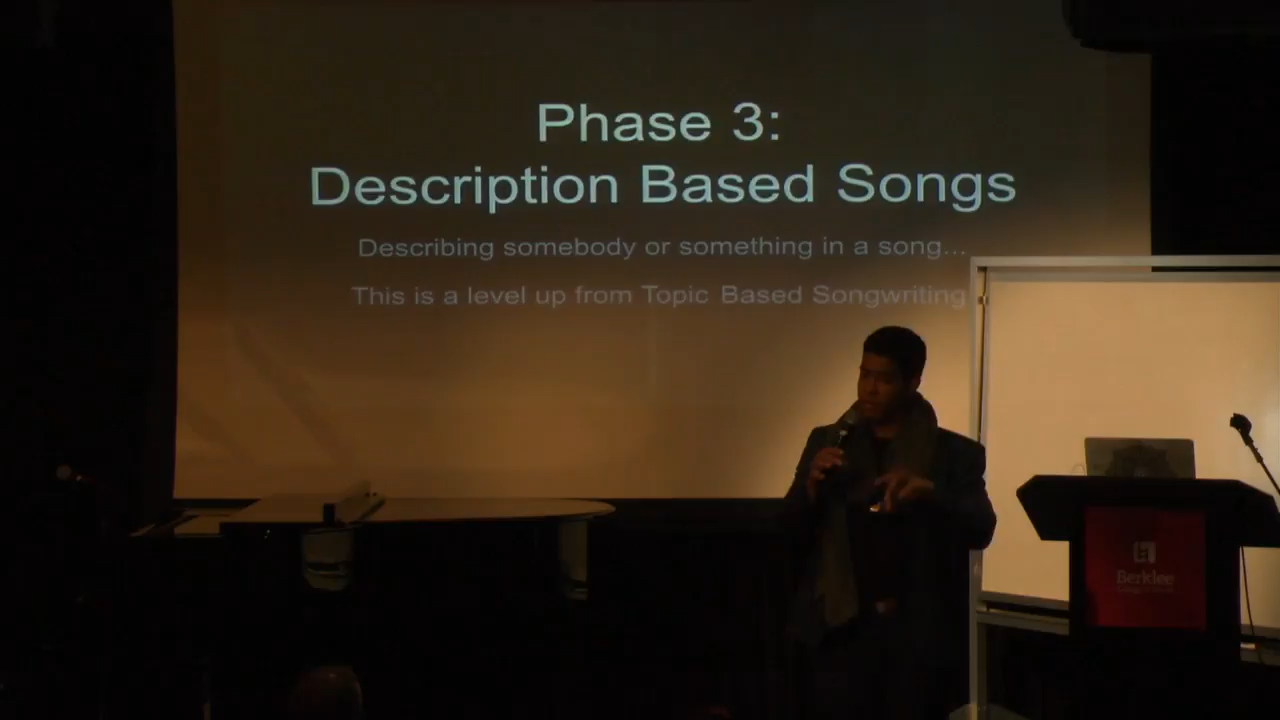 Phase 3:
Description Based Songs
Describing somebody or something in a song...
This is a level up from Topic Based Songwriting
Berklee